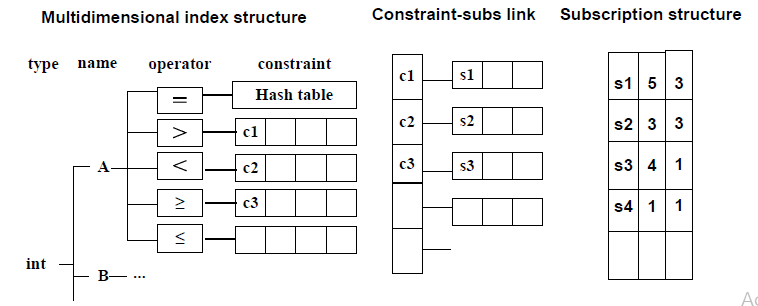 Multidimensional index structure
Constraint-subs link
Subscription structure
type name operator constraint
= Hash table
> c1
A < c2
≥ c3
≤
int
B ...
c1 s1
c2 s2
c3 s3
s1 5 3
s2 3 3
s3 4 1
s4 1 1